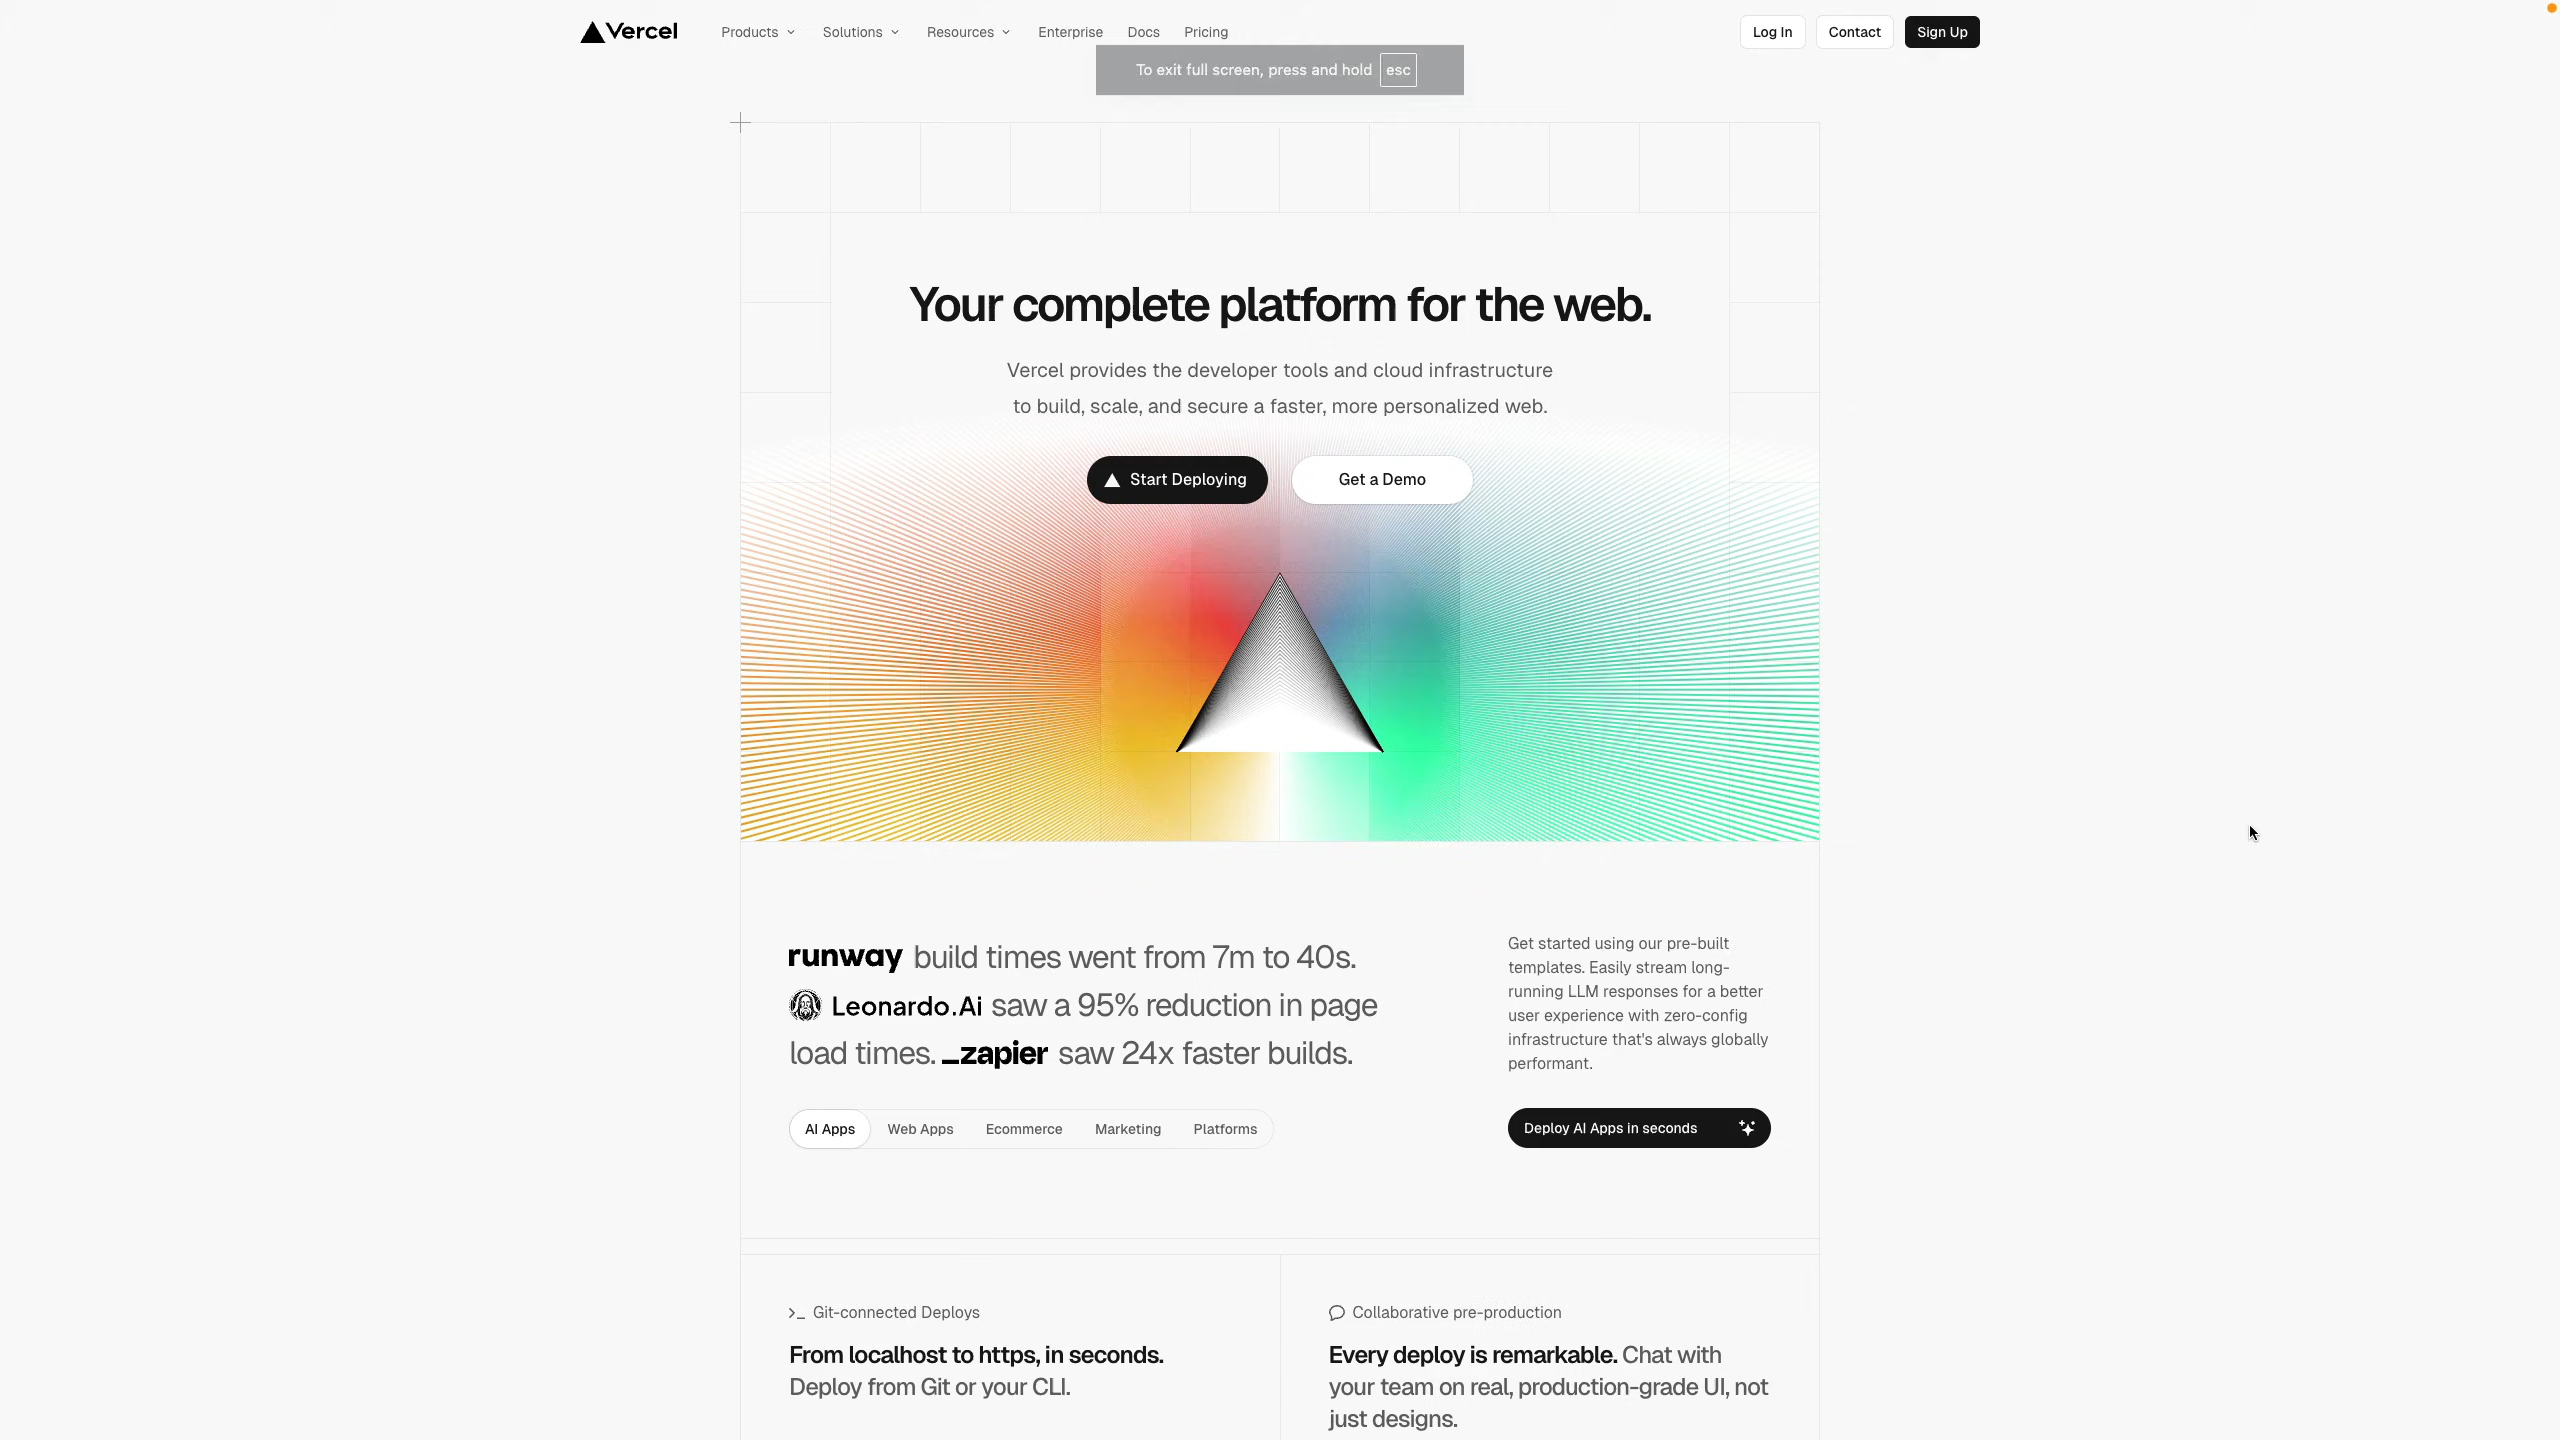 Vercel
Products
Solutions
Resources
Enterprise
Docs
Pricing
Log In
Contact
Sign Up
To exit full screen, press and hold esc
Your complete platform for the web.
Vercel provides the developer tools and cloud infrastructure
to build, scale, and secure a faster, more personalized web.
Start Deploying
Get a Demo
runway build times went from 7m to 40s.
Leonardo.Ai saw a 95% reduction in page
load times. _zapier saw 24x faster builds.
Get started using our pre-built
templates. Easily stream long-
running LLM responses for a better
user experience with zero-config
infrastructure that's always globally
performant.
AI Apps
Web Apps
Ecommerce
Marketing
Platforms
Deploy AI Apps in seconds
Git-connected Deploys
From localhost to https, in seconds.
Deploy from Git or your CLI.
Collaborative pre-production
Every deploy is remarkable. Chat with
your team on real, production-grade UI, not
just designs.